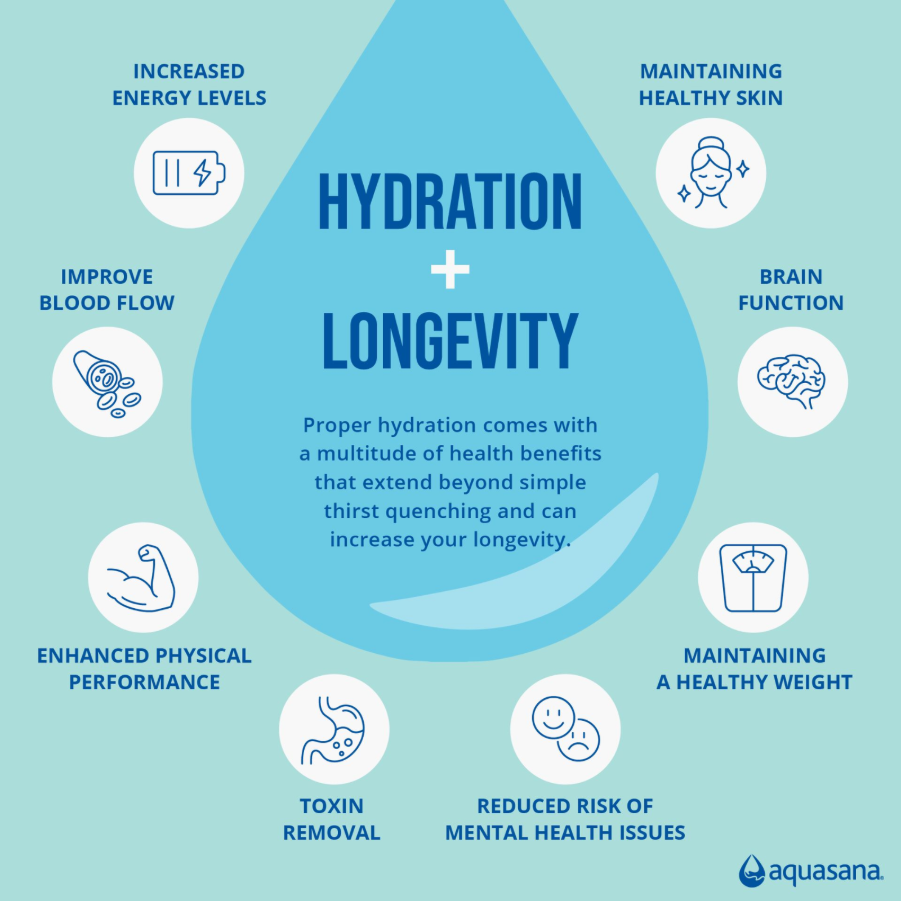 INCREASED
ENERGY LEVELS
MAINTAINING
HEALTHY SKIN
HYDRATION
+
LONGEVITY
IMPROVE
BLOOD FLOW
BRAIN
FUNCTION
Proper hydration comes with
a multitude of health benefits
that extend beyond simple
thirst quenching and can
increase your longevity.
ENHANCED PHYSICAL
PERFORMANCE
MAINTAINING
A HEALTHY WEIGHT
TOXIN
REMOVAL
REDUCED RISK OF
MENTAL HEALTH ISSUES
aquasana